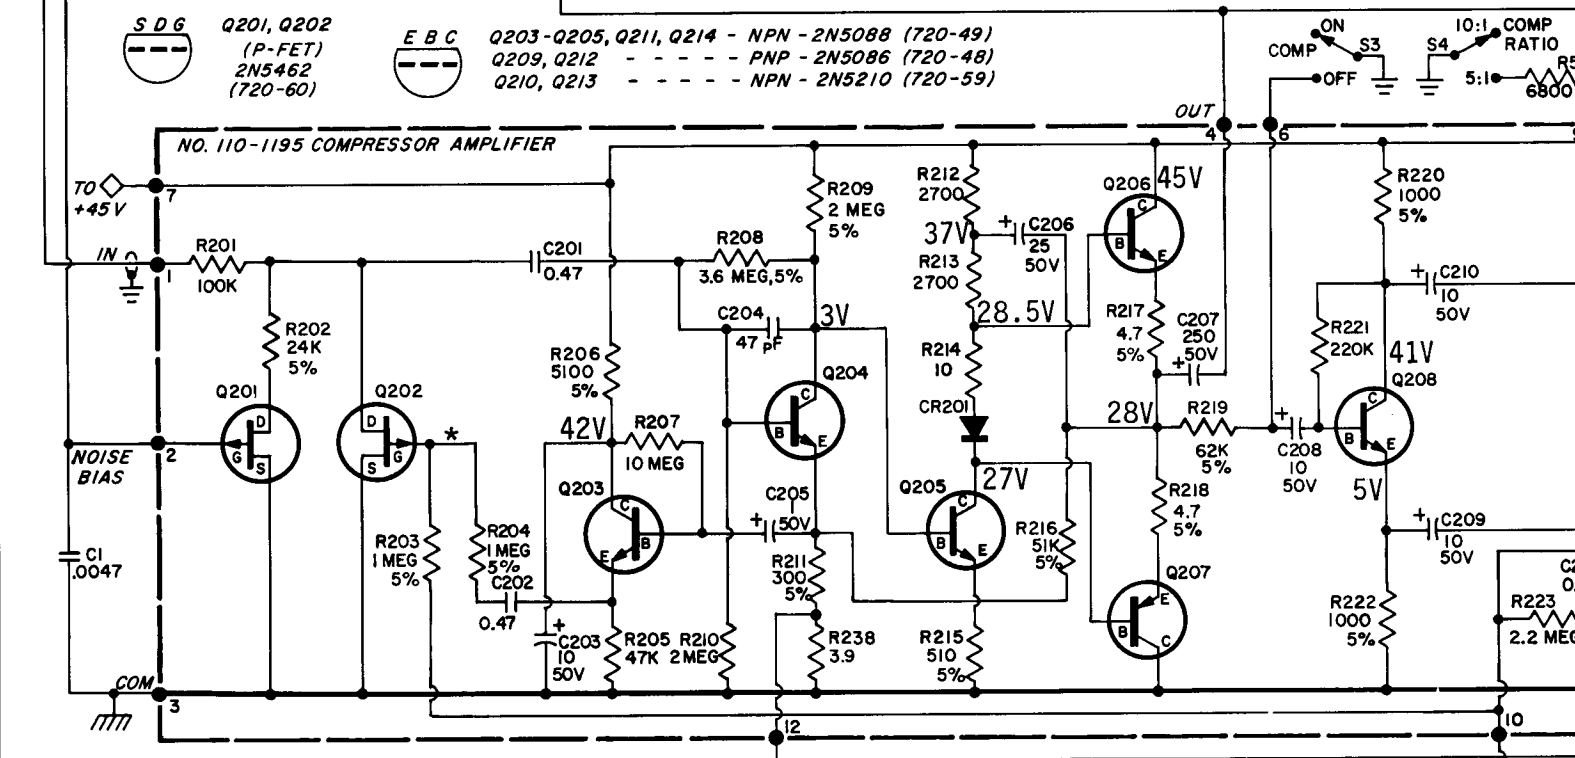 S D G
Q201, Q202
(P-FET)
2N5462
(720-60)
E B C
Q203-Q205, Q211, Q214 - NPN - 2N5088 (720-49)
Q209, Q212 - - - - - PNP - 2N5086 (720-48)
Q210, Q213 - - - - - NPN - 2N5210 (720-59)
ON
COMP
S3
OFF
10:1
COMP
RATIO
S4
5:1
R5
6800
OUT
4
6
NO. 110-1195 COMPRESSOR AMPLIFIER
TO
+45V
7
IN
1
R201
100K
C201
0.47
R208
3.6 MEG, 5%
R209
2 MEG
5%
R212
2700
37V
+
C206
25
50V
R213
2700
28.5V
Q206
45V
C
B
E
R220
1000
5%
+
C210
10
50V
R202
24K
5%
C204
47 pF
3V
R206
5100
5%
R214
10
CR201
R217
4.7
5%
C207
250
50V
+
R221
220K
41V
Q208
C
B
E
5V
Q201
D
G
S
Q202
D
G
S
*
42V
R207
10 MEG
Q204
C
B
E
28V
R219
62K
5%
+
C208
10
50V
NOISE
BIAS
2
Q203
C
B
E
C205
1
50V
+
Q205
C
B
E
27V
R216
51K
5%
R218
4.7
5%
+
C209
10
50V
C1
.0047
R203
1 MEG
5%
R204
1 MEG
5%
C202
0.47
R211
300
5%
Q207
E
B
C
R222
1000
5%
R223
2.2 MEG
+
C203
10
50V
R205
47K
R210
2MEG
R238
3.9
R215
510
5%
COM
3
12
10